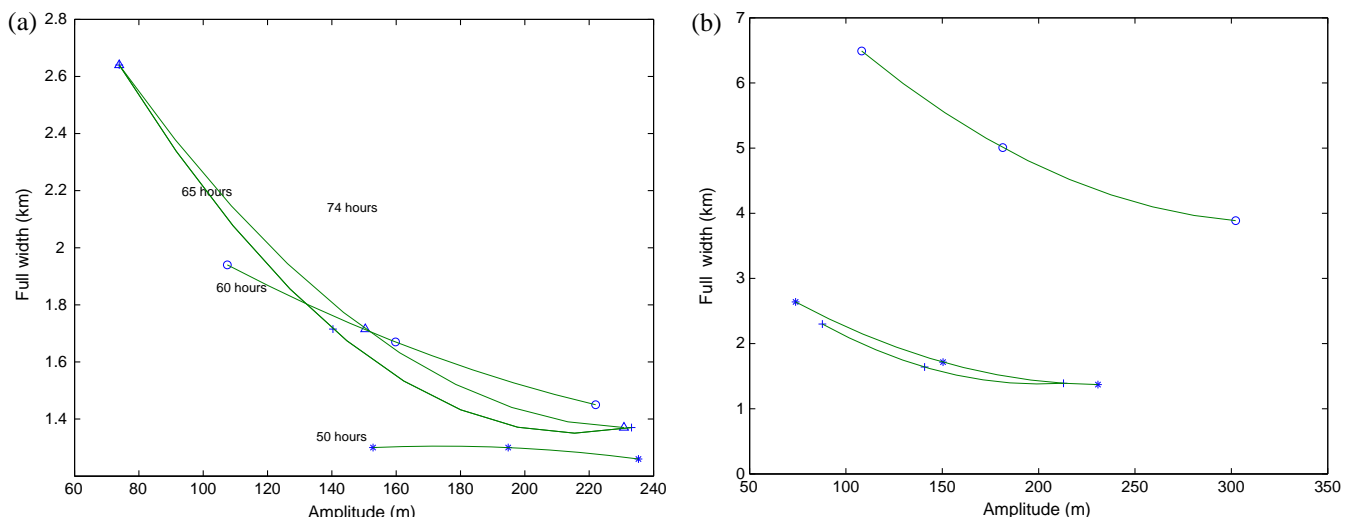 (a)
2.8
2.6
2.4
2.2
2
1.8
1.6
1.4
60 80 100 120 140 160 180 200 220 240
Full width (km)
Amplitude (m)
65 hours
74 hours
60 hours
50 hours
(b)
7
6
5
4
3
2
1
0
50 100 150 200 250 300 350
Full width (km)
Amplitude (m)